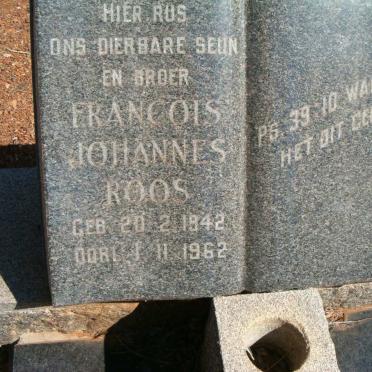 HIER RUS
ONS DIERBARE SEUN
EN BROER
FRANCOIS
JOHANNES
ROOS
GEB. 20.2.1942
OORL. 1.11.1962
PS. 39-10
HET DIT